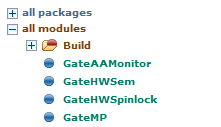 all packages
all modules
Build
GateAAMonitor
GateHWSem
GateHWSpinlock
GateMP